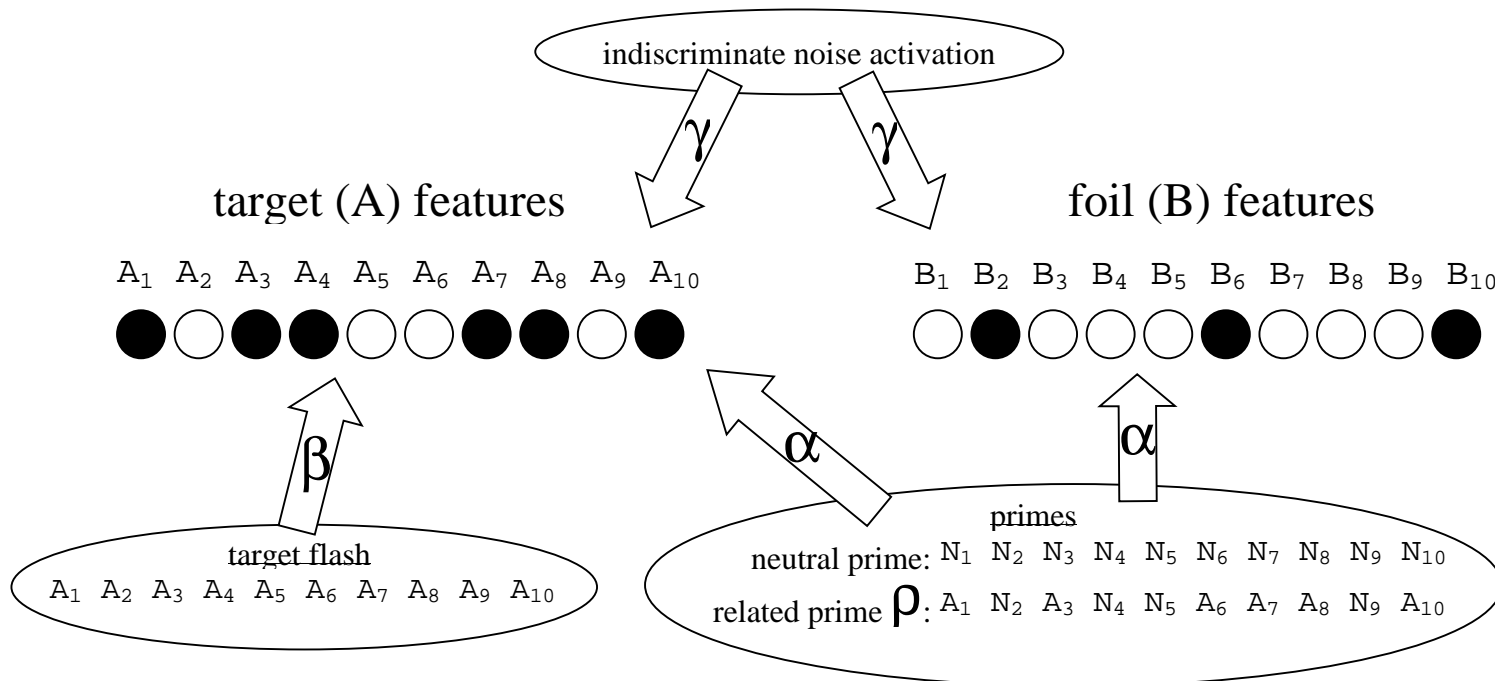 indiscriminate noise activation
γ γ
target (A) features foil (B) features
A₁ A₂ A₃ A₄ A₅ A₆ A₇ A₈ A₉ A₁₀
B₁ B₂ B₃ B₄ B₅ B₆ B₇ B₈ B₉ B₁₀
β α α
target flash
A₁ A₂ A₃ A₄ A₅ A₆ A₇ A₈ A₉ A₁₀
primes
neutral prime: N₁ N₂ N₃ N₄ N₅ N₆ N₇ N₈ N₉ N₁₀
related prime ρ: A₁ N₂ A₃ N₄ N₅ A₆ A₇ A₈ N₉ A₁₀